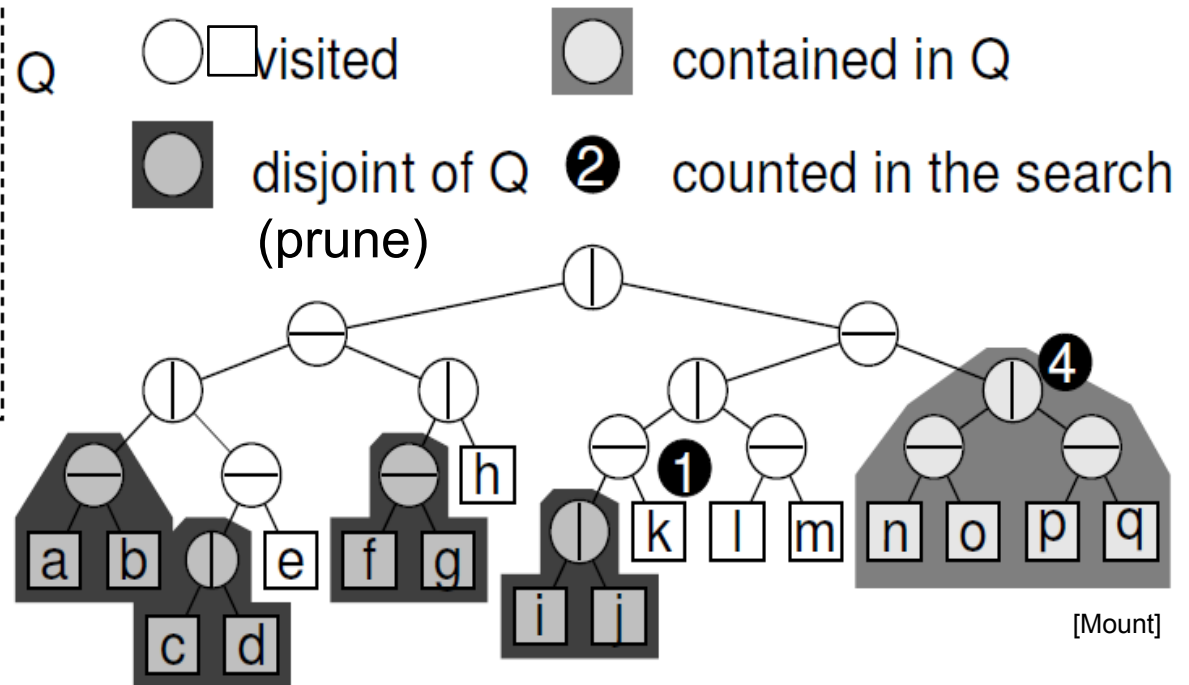 Q visited contained in Q
disjoint of Q 2 counted in the search
(prune)
4
h 1
a b e f g k l m n o p q
c d i j
[Mount]